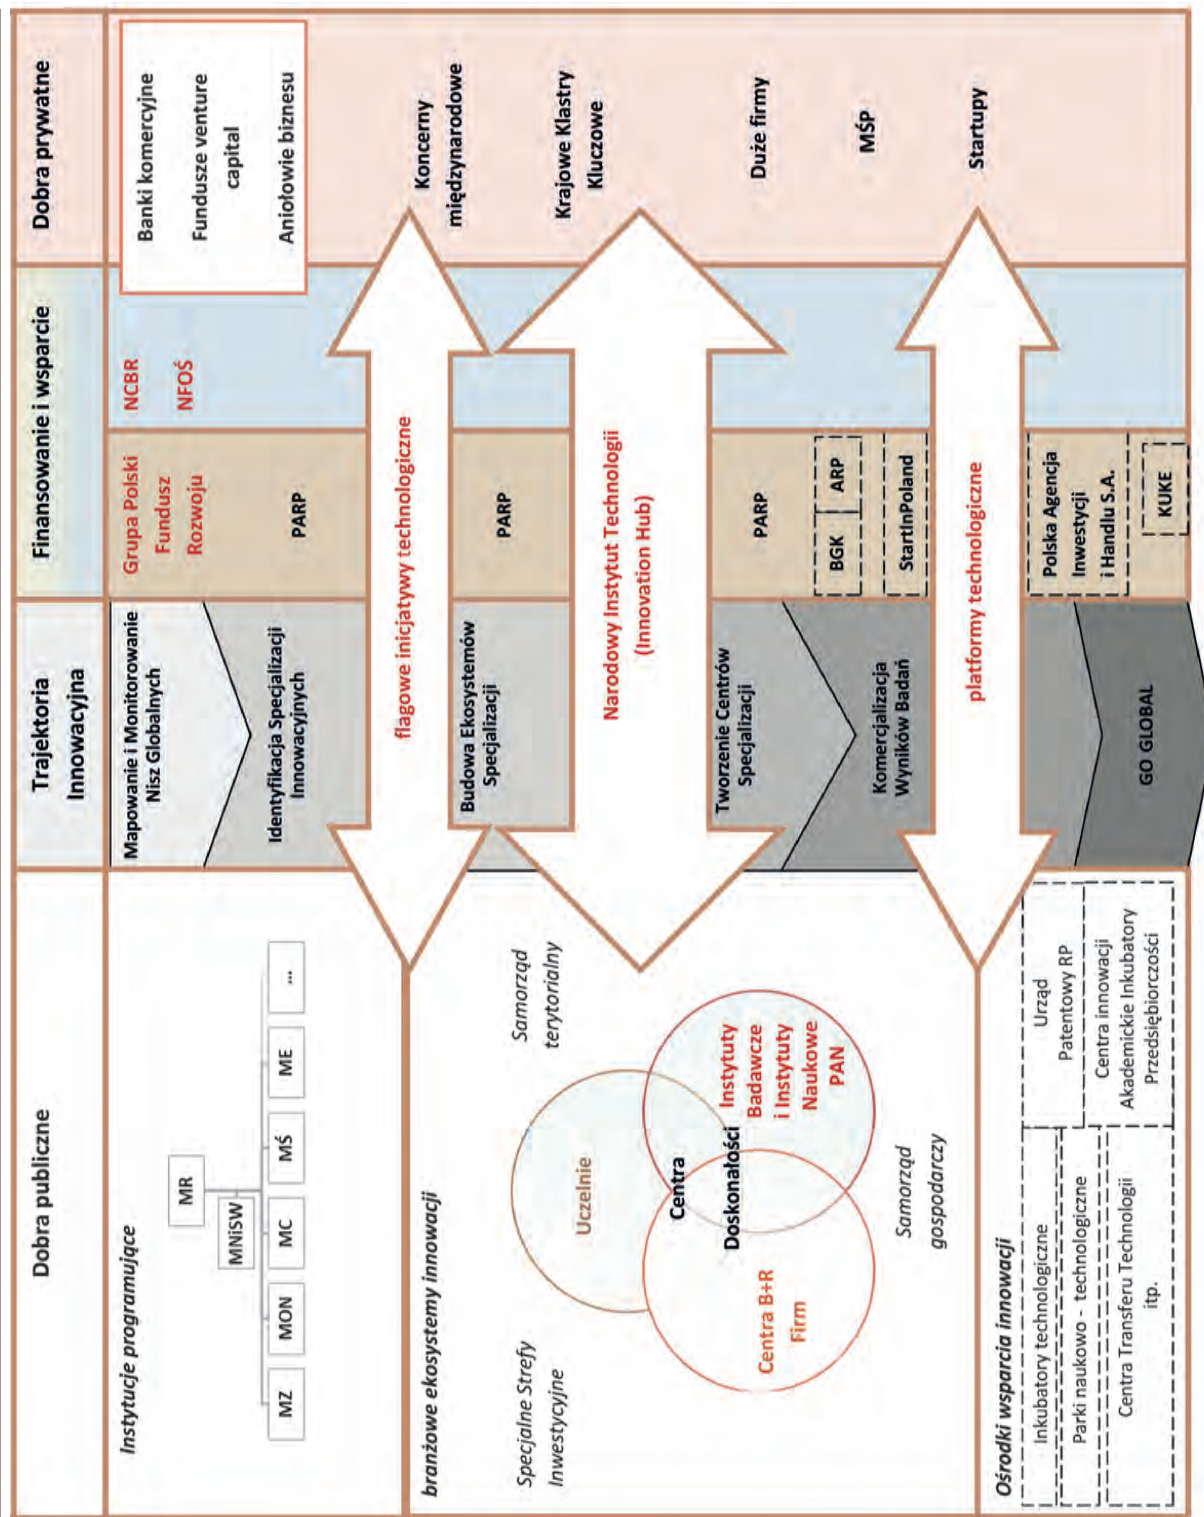 Dobra publiczne
Trajektoria
Innowacyjna
Finansowanie i wsparcie
Dobra prywatne
Instytucje programujące
MR
MNiSW
MZ
MON
MC
MŚ
ME
...
Mapowanie i Monitorowanie
Nisz Globalnych
Identyfikacja Specjalizacji
Innowacyjnych
Grupa Polski
Fundusz
Rozwoju
PARP
NCBR
NFOŚ
Banki komercyjne
Fundusze venture
capital
Aniołowie biznesu
flagowe inicjatywy technologiczne
Koncerny
międzynarodowe
branżowe ekosystemy innowacji
Specjalne Strefy
Inwestycyjne
Samorząd
terytorialny
Uczelnie
Centra
Doskonałości
Centra B+R
Firm
Instytuty
Badawcze
i Instytuty
Naukowe
PAN
Samorząd
gospodarczy
Budowa Ekosystemów
Specjalizacji
PARP
Narodowy Instytut Technologii
(Innovation Hub)
Krajowe Klastry
Kluczowe
Tworzenie Centrów
Specjalizacji
PARP
Duże firmy
Komercjalizacja
Wyników Badań
BGK
ARP
StartInPoland
MŚP
platformy technologiczne
Startupy
Ośrodki wsparcia innowacji
Inkubatory technologiczne
Parki naukowo - technologiczne
Centra Transferu Technologii
itp.
Urząd
Patentowy RP
Centra innowacji
Akademickie Inkubatory
Przedsiębiorczości
GO GLOBAL
Polska Agencja
Inwestycji
i Handlu S.A.
KUKE